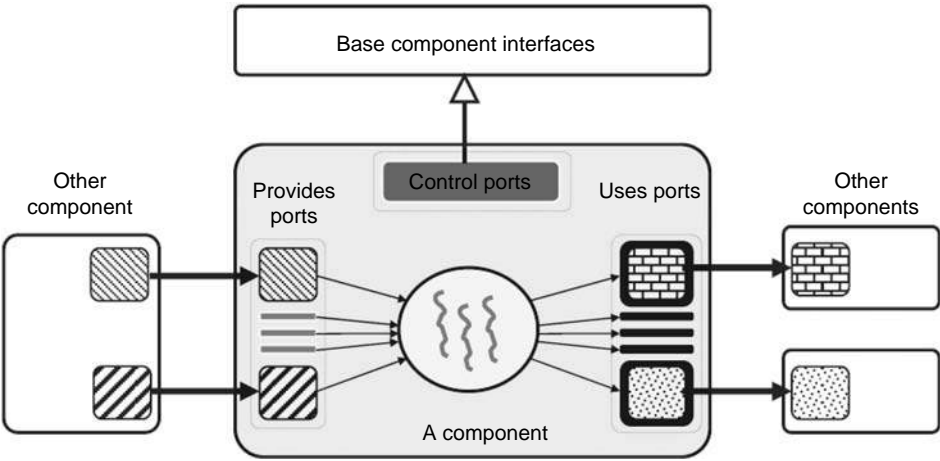 Base component interfaces
Other
component
Provides
ports
Control ports
Uses ports
Other
components
A component